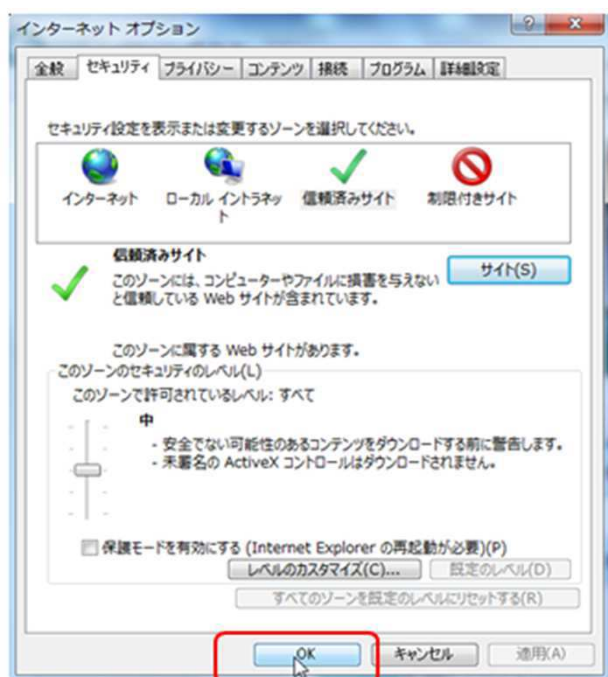 インターネット オプション
全般 セキュリティ プライバシー コンテンツ 接続 プログラム 詳細設定
セキュリティ設定を表示または変更するゾーンを選択してください。
インターネット ローカル イントラネッ 信頼済みサイト 制限付きサイト
ト
信頼済みサイト
このゾーンには、コンピューターやファイルに損害を与えない サイト(S)
と信頼している Web サイトが含まれています。
このゾーンに属する Web サイトがあります。
このゾーンのセキュリティのレベル(L)
このゾーンで許可されているレベル: すべて
中
- 安全でない可能性のあるコンテンツをダウンロードする前に警告します。
- 未署名の ActiveX コントロールはダウンロードされません。
保護モードを有効にする (Internet Explorer の再起動が必要)(P)
レベルのカスタマイズ(C)... 既定のレベル(D)
すべてのゾーンを既定のレベルにリセットする(R)
OK キャンセル 適用(A)